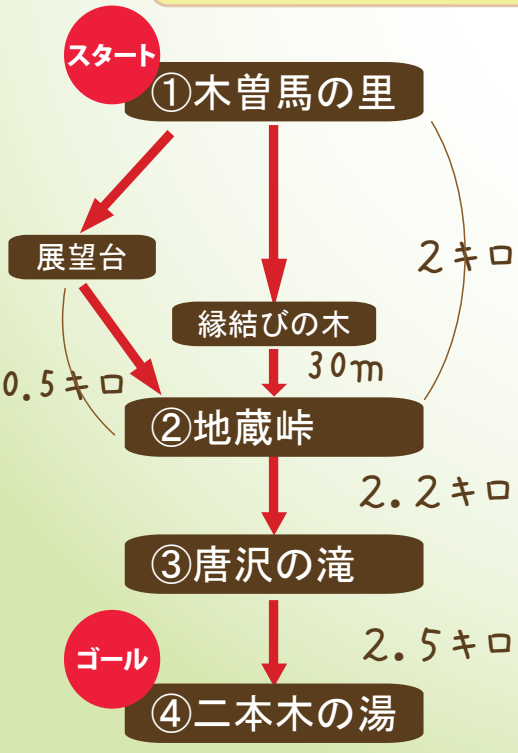 スタート
①木曽馬の里
展望台
2キロ
縁結びの木
30m
0.5キロ
②地蔵峠
2.2キロ
③唐沢の滝
2.5キロ
ゴール
④二本木の湯